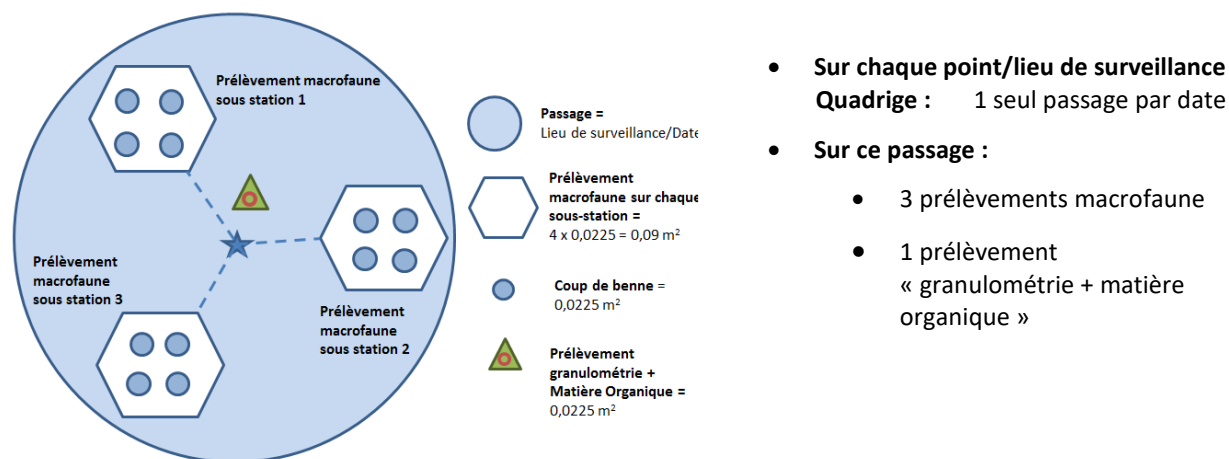 Prélèvement macrofaune
sous station 1
Prélèvement
macrofaune
sous station 3
Prélèvement
macrofaune
sous station 2
Passage =
Lieu de surveillance/Date
Prélèvement
macrofaune sur chaque
sous-station =
4 x 0,0225 = 0,09 m²
Coup de benne =
0,0225 m²
Prélèvement
granulométrie +
Matière Organique =
0,0225 m²
• Sur chaque point/lieu de surveillance
Quadrige : 1 seul passage par date
• Sur ce passage :
• 3 prélèvements macrofaune
• 1 prélèvement
« granulométrie + matière
organique »